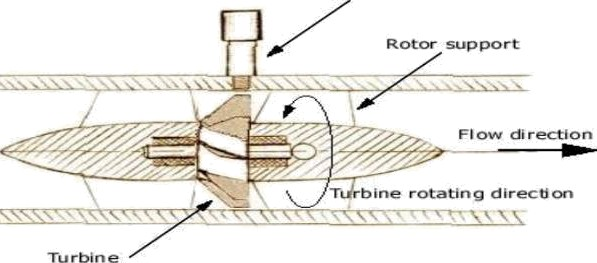 Rotor support
Flow direction
Turbine rotating direction
Turbine